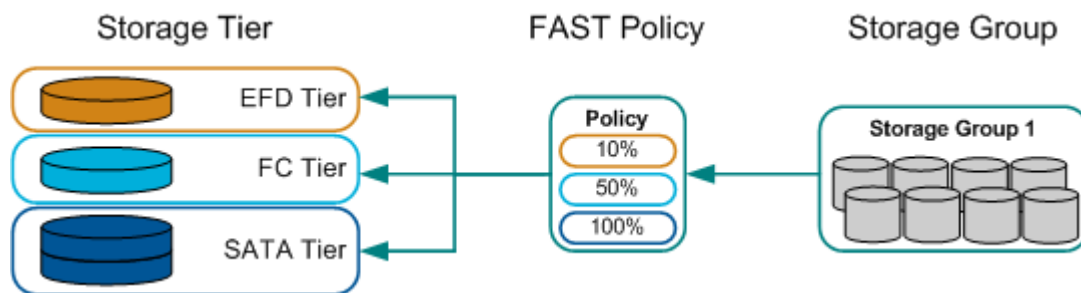 Storage Tier
FAST Policy
Storage Group
EFD Tier
FC Tier
SATA Tier
Policy
10%
50%
100%
Storage Group 1